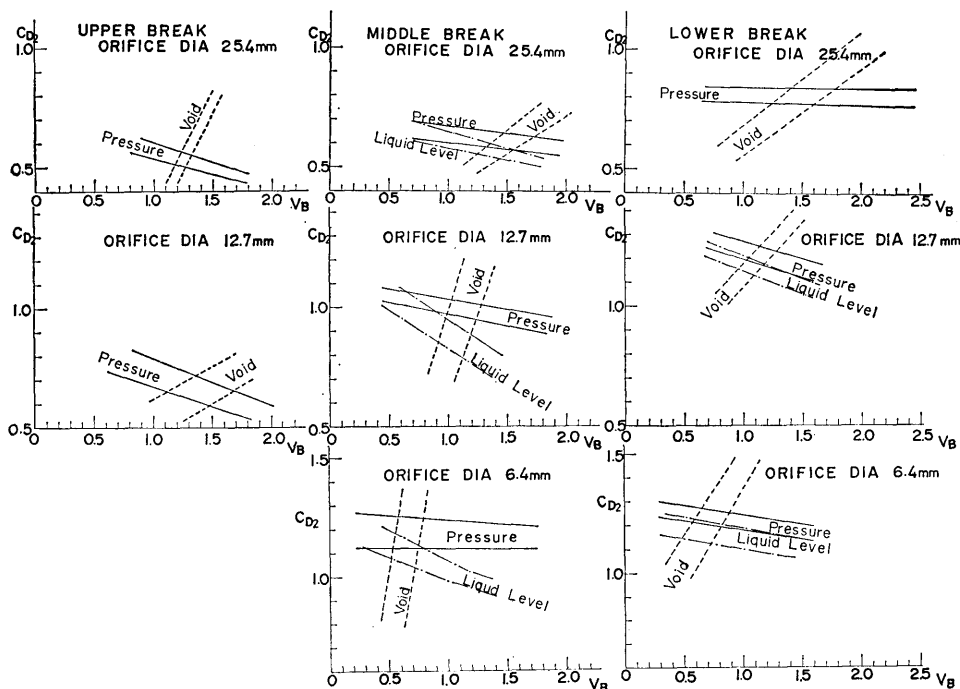 C_D2 UPPER BREAK
ORIFICE DIA 25.4mm
1.0
0.5
Void
Pressure
0 0.5 1.0 1.5 2.0 V_B
C_D2 MIDDLE BREAK
ORIFICE DIA 25.4mm
1.0
0.5
Pressure
Liquid Level
Void
0 0.5 1.0 1.5 2.0 V_B
C_D2 LOWER BREAK
ORIFICE DIA 25.4mm
1.0
0.5
Pressure
Void
0 0.5 1.0 1.5 2.0 2.5 V_B
C_D2
ORIFICE DIA 12.7mm
1.0
0.5
Pressure
Void
0 0.5 1.0 1.5 2.0 V_B
C_D2
ORIFICE DIA 12.7mm
1.0
0.5
Void
Pressure
Liquid Level
0 0.5 1.0 1.5 2.0 V_B
C_D2
ORIFICE DIA 12.7mm
1.0
0.5
Pressure
Liquid Level
Void
0 0.5 1.0 1.5 2.0 2.5 V_B
1.5
ORIFICE DIA 6.4mm
C_D2
1.0
Pressure
Liquid Level
Void
0 0.5 1.0 1.5 2.0 V_B
1.5
ORIFICE DIA 6.4mm
C_D2
1.0
Pressure
Liquid Level
Void
0 0.5 1.0 1.5 2.0 2.5
V_B